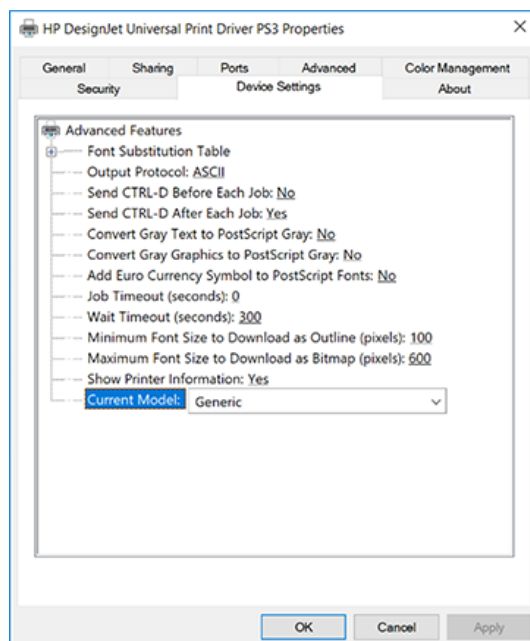 HP DesignJet Universal Print Driver PS3 Properties
General Sharing Ports Advanced Color Management
Security Device Settings About
Advanced Features
Font Substitution Table
Output Protocol: ASCII
Send CTRL-D Before Each Job: No
Send CTRL-D After Each Job: Yes
Convert Gray Text to PostScript Gray: No
Convert Gray Graphics to PostScript Gray: No
Add Euro Currency Symbol to PostScript Fonts: No
Job Timeout (seconds): 0
Wait Timeout (seconds): 300
Minimum Font Size to Download as Outline (pixels): 100
Maximum Font Size to Download as Bitmap (pixels): 600
Show Printer Information: Yes
Current Model: Generic
OK Cancel Apply